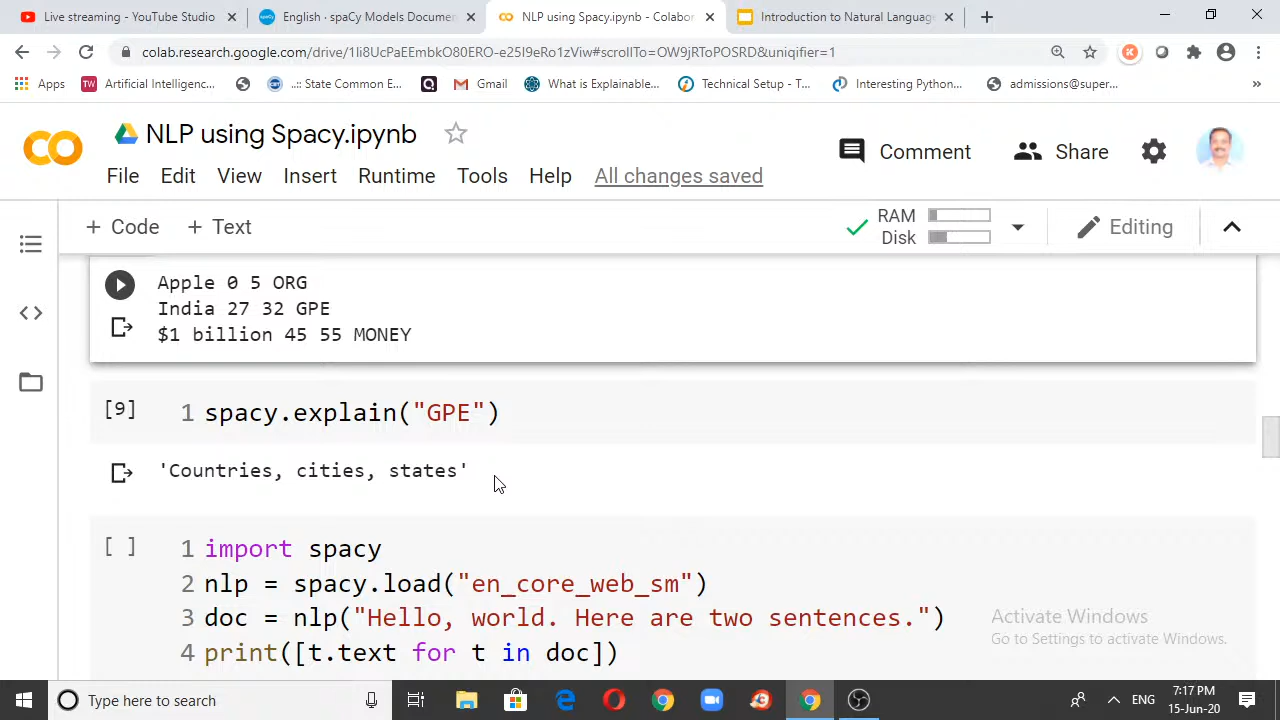 Live streaming - YouTube Studio
English · spaCy Models Docume
NLP using Spacy.ipynb - Colabor
Introduction to Natural Languag
colab.research.google.com/drive/1li8UcPaEEmbkO80ERO-e25I9eRo1zViw#scrollTo=OW9jRToPOSRD&uniqifier=1
Apps
Artificial Intelligenc...
..:: State Common E...
Gmail
What is Explainable...
Technical Setup - T...
Interesting Python...
admissions@super...
»
NLP using Spacy.ipynb
Comment
Share
File Edit View Insert Runtime Tools Help All changes saved
+ Code + Text
RAM
Disk
Editing
Apple 0 5 ORG
India 27 32 GPE
$1 billion 45 55 MONEY
[9] 1 spacy.explain("GPE")
'Countries, cities, states'
[ ] 1 import spacy
2 nlp = spacy.load("en_core_web_sm")
3 doc = nlp("Hello, world. Here are two sentences.")
4 print([t.text for t in doc])
Activate Windows
Go to Settings to activate Windows.
Type here to search
ENG
7:17 PM
15-Jun-20